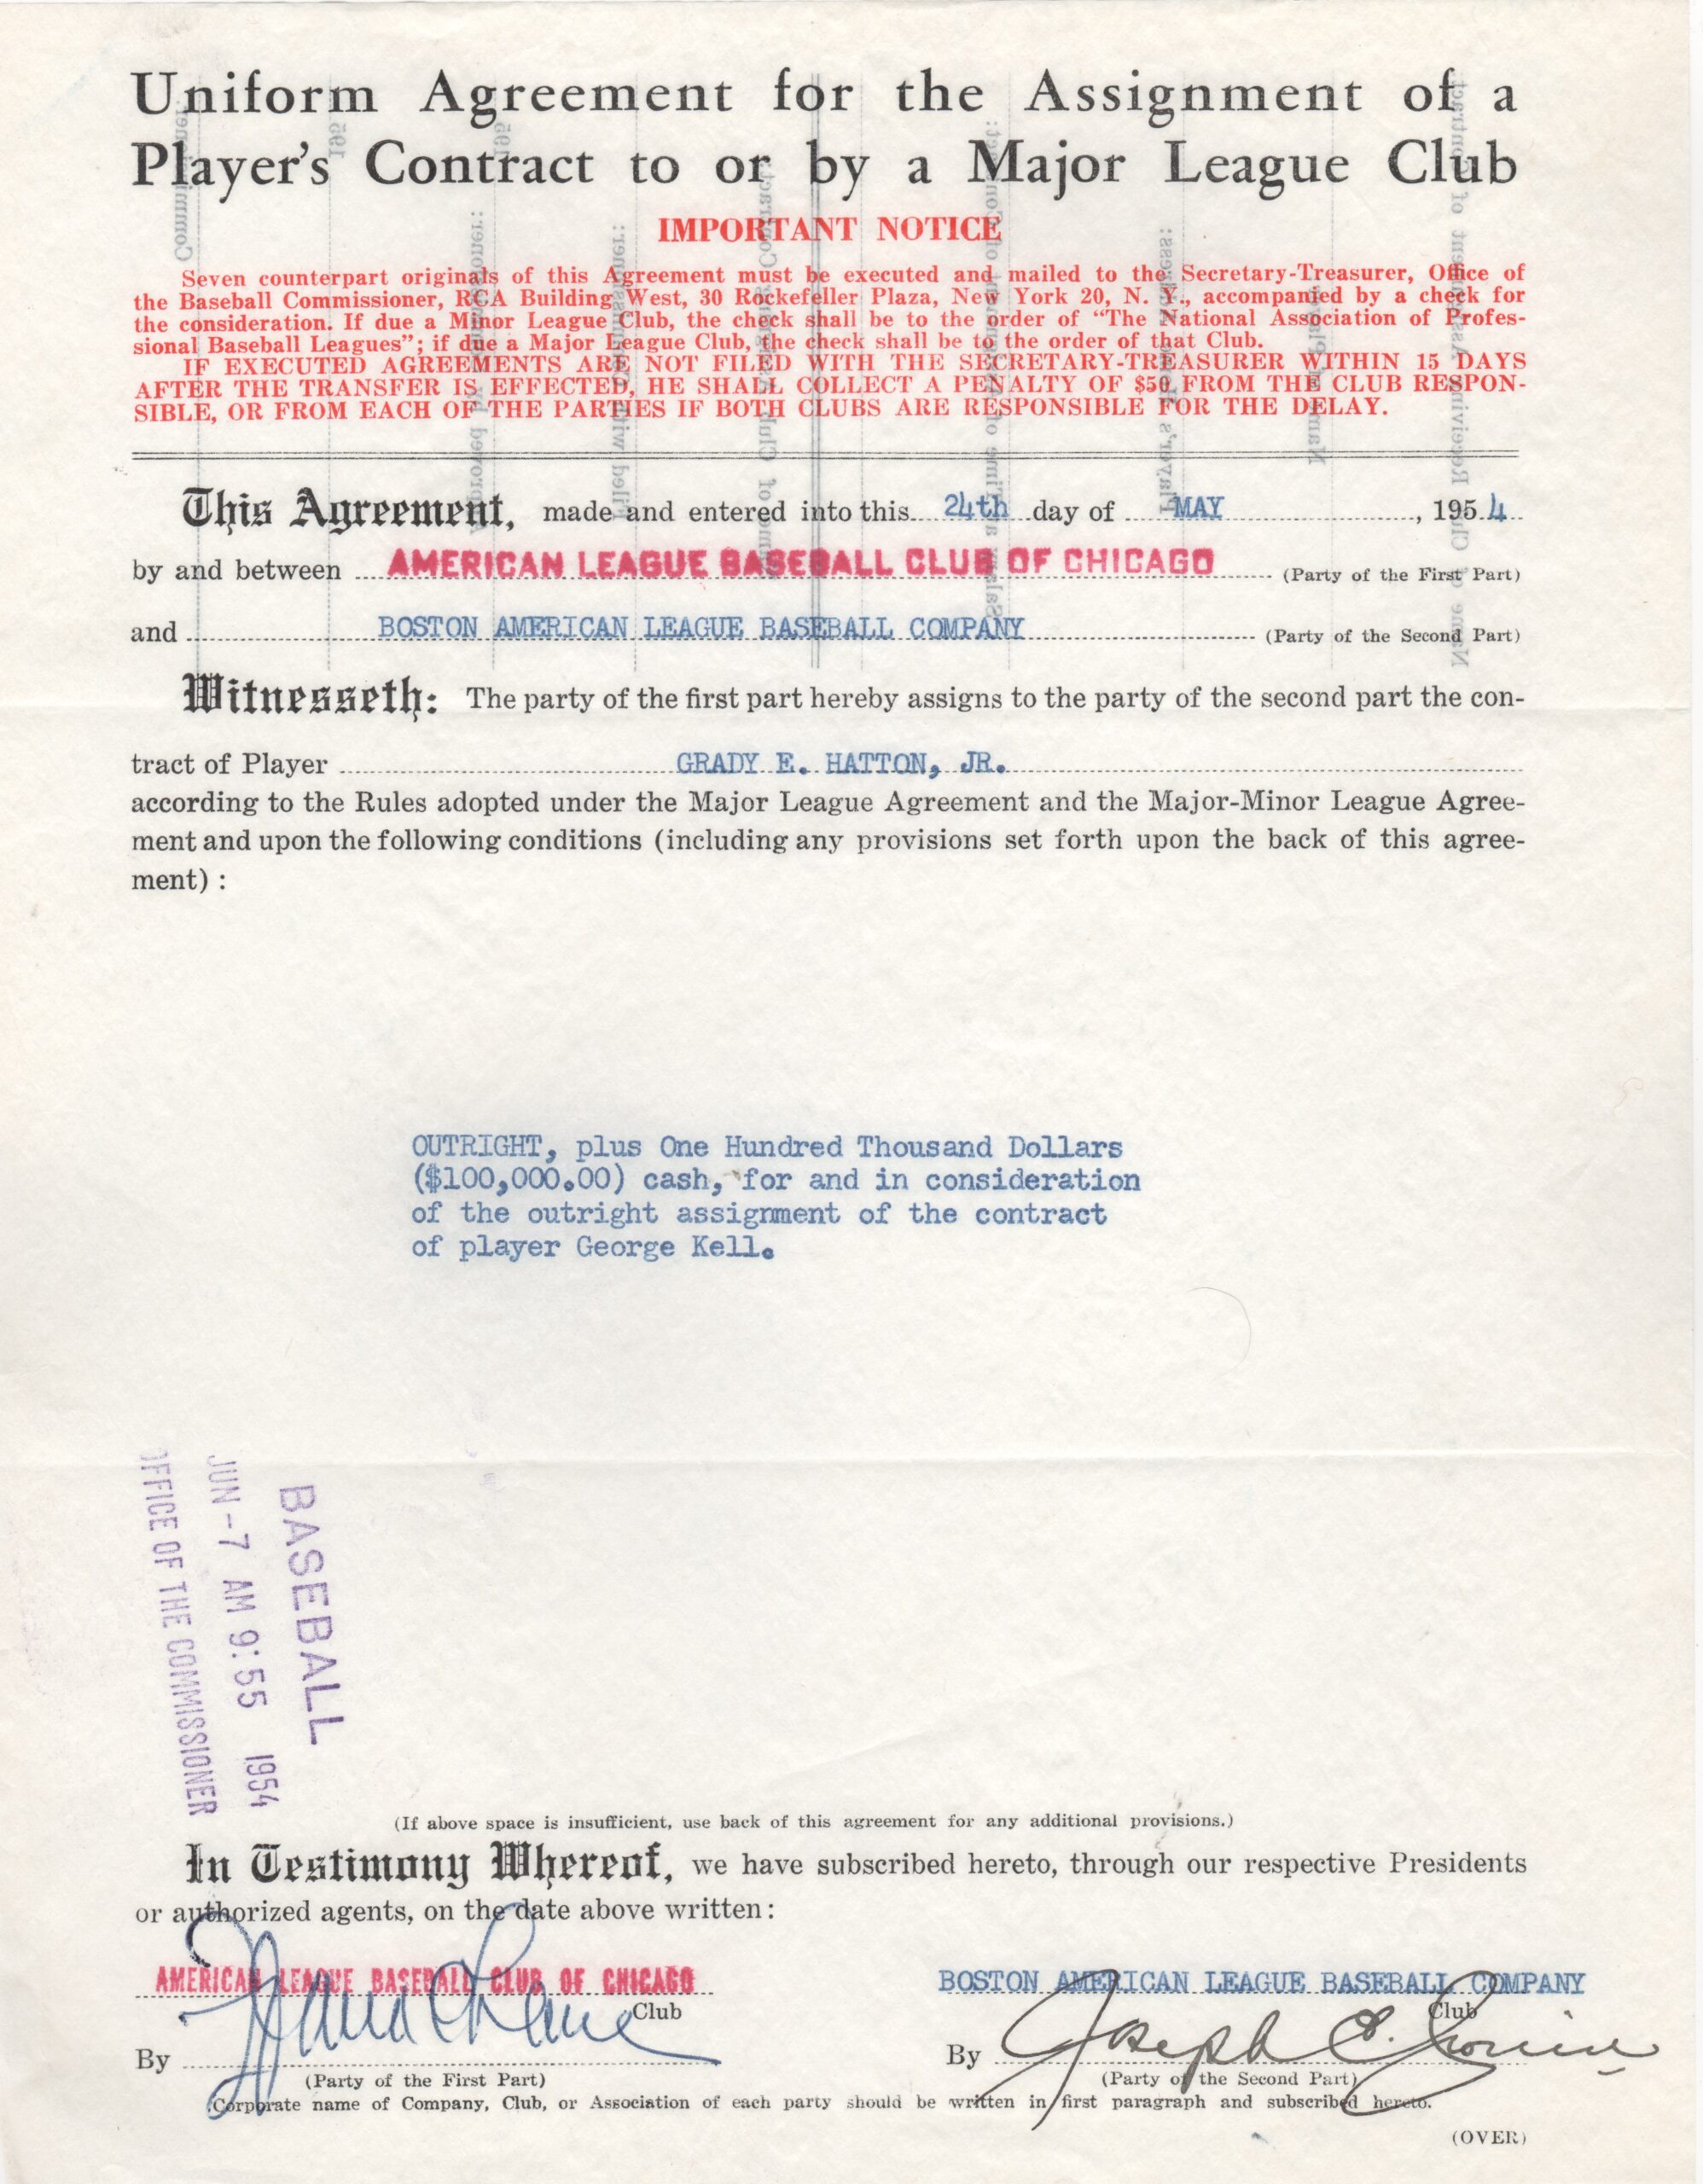 Uniform Agreement for the Assignment of a
Player's Contract to or by a Major League Club
IMPORTANT NOTICE
Seven counterpart originals of this Agreement must be executed and mailed to the Secretary-Treasurer, Office of
the Baseball Commissioner, RCA Building West, 30 Rockefeller Plaza, New York 20, N. Y., accompanied by a check for
the consideration. If due a Minor League Club, the check shall be to the order of “The National Association of Profes-
sional Baseball Leagues”; if due a Major League Club, the check shall be to the order of that Club.
IF EXECUTED AGREEMENTS ARE NOT FILED WITH THE SECRETARY-TREASURER WITHIN 15 DAYS
AFTER THE TRANSFER IS EFFECTED, HE SHALL COLLECT A PENALTY OF $50 FROM THE CLUB RESPON-
SIBLE, OR FROM EACH OF THE PARTIES IF BOTH CLUBS ARE RESPONSIBLE FOR THE DELAY.
This Agreement, made and entered into this 24th day of MAY, 1954
by and between AMERICAN LEAGUE BASEBALL CLUB OF CHICAGO (Party of the First Part)
and BOSTON AMERICAN LEAGUE BASEBALL COMPANY (Party of the Second Part)
Witnesseth: The party of the first part hereby assigns to the party of the second part the con-
tract of Player GRADY E. HATTON, JR.
according to the Rules adopted under the Major League Agreement and the Major-Minor League Agree-
ment and upon the following conditions (including any provisions set forth upon the back of this agree-
ment) :
OUTRIGHT, plus One Hundred Thousand Dollars
($100,000.00) cash, for and in consideration
of the outright assignment of the contract
of player George Kell.
BASEBALL
JUN -7 AM 9:55 1954
OFFICE OF THE COMMISSIONER
(If above space is insufficient, use back of this agreement for any additional provisions.)
In Testimony Whereof, we have subscribed hereto, through our respective Presidents
or authorized agents, on the date above written:
AMERICAN LEAGUE BASEBALL CLUB OF CHICAGO
Club
By Frank Lane
(Party of the First Part)
BOSTON AMERICAN LEAGUE BASEBALL COMPANY
Club
By Joseph E. Cronin
(Party of the Second Part)
Corporate name of Company, Club, or Association of each party should be written in first paragraph and subscribed hereto.
(OVER)